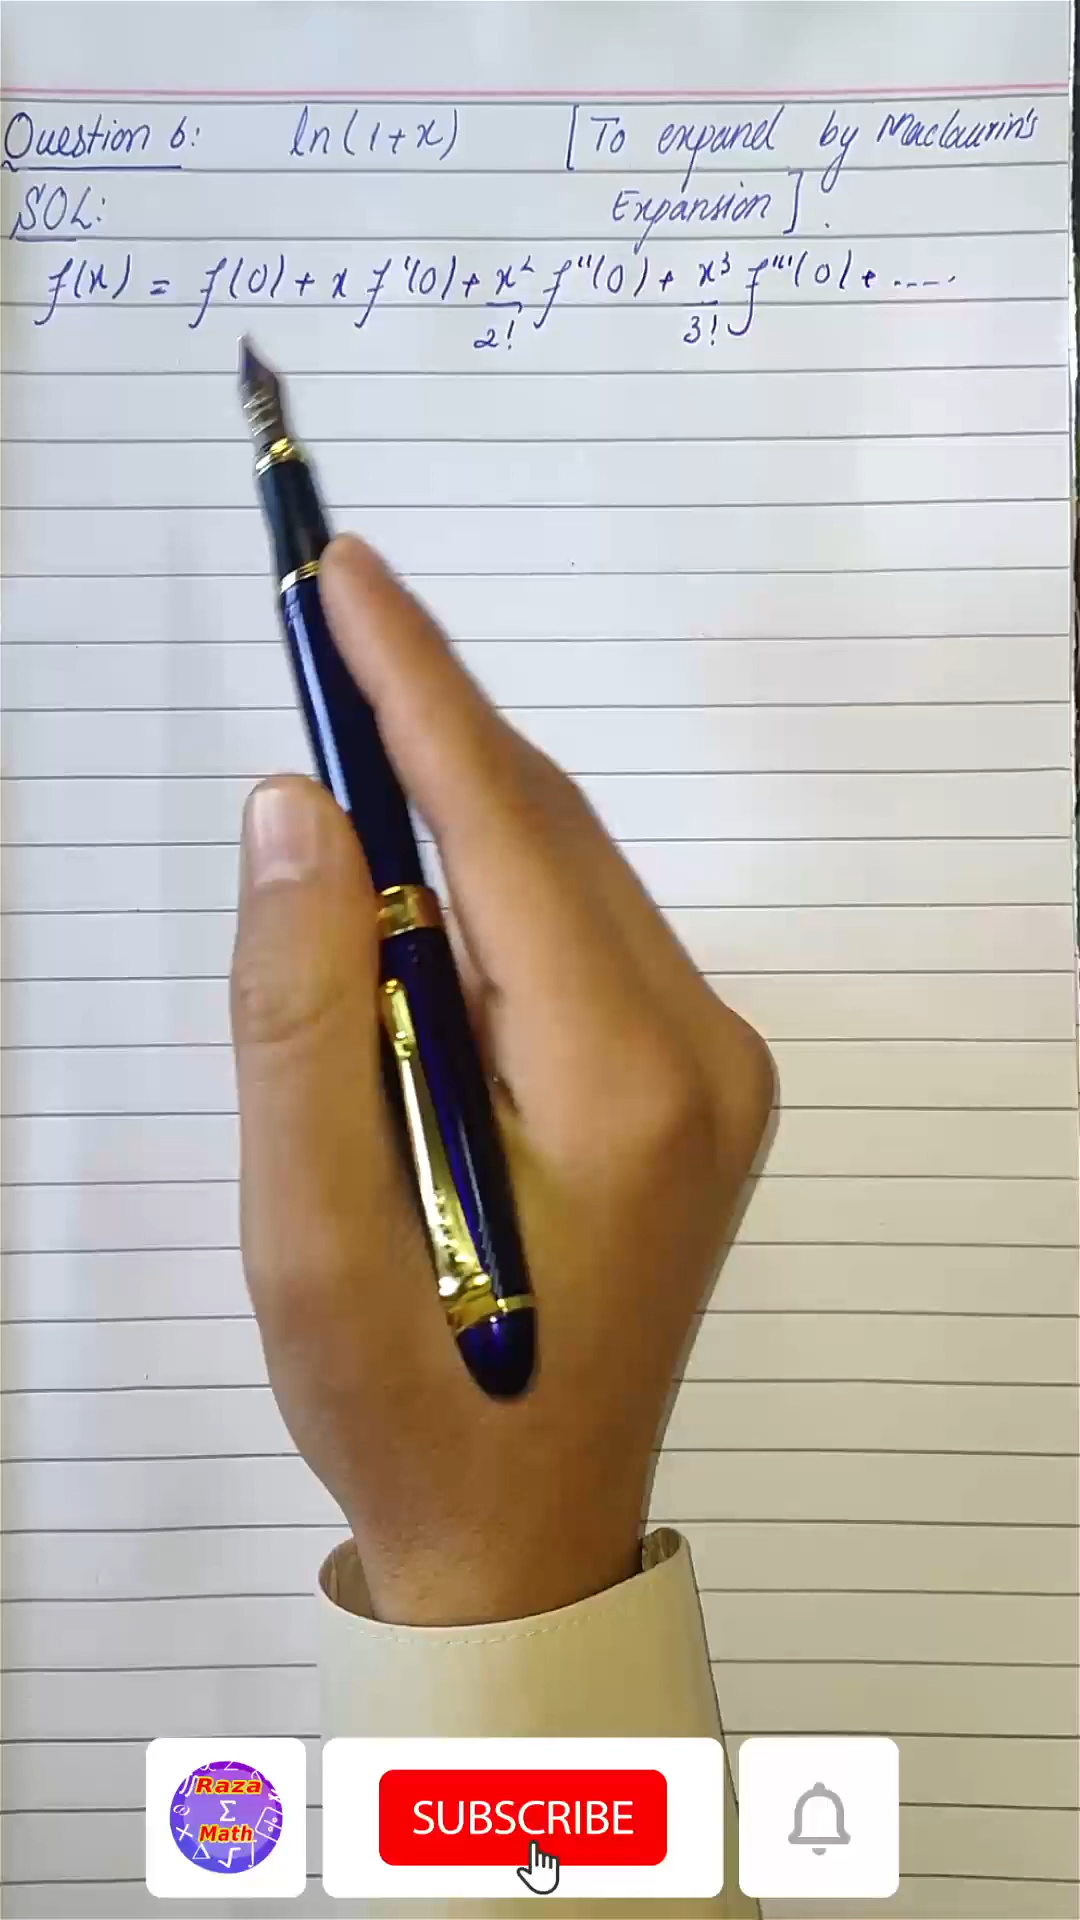 Question 6: ln(1+x) [To expand by Maclaurin's
Expansion].
SOL:
f(x) = f(0) + x f'(0) + x²/2! f''(0) + x³/3! f'''(0) + ....
Raza
Σ
Math
SUBSCRIBE